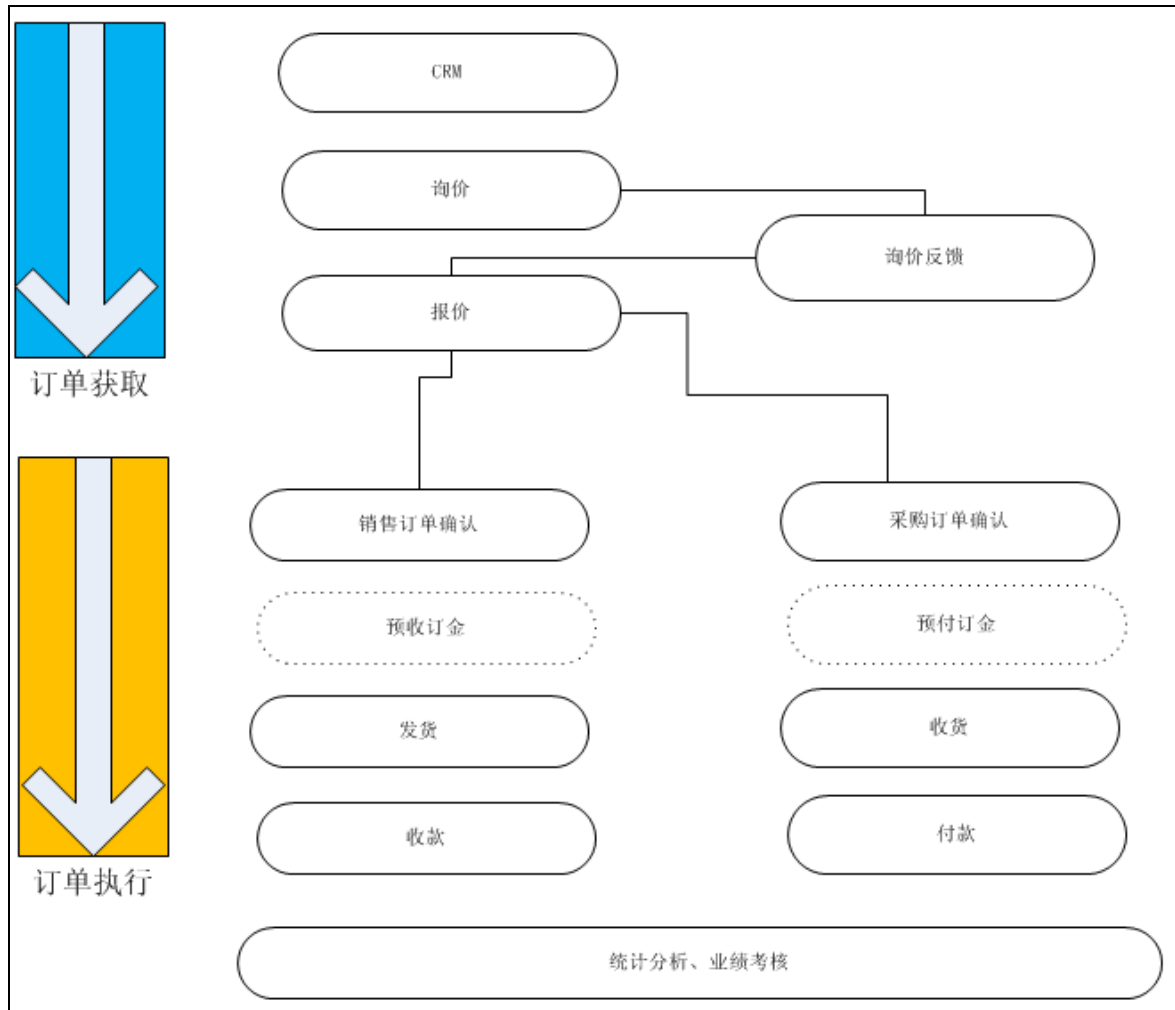 CRM
询价
询价反馈
报价
订单获取
销售订单确认
采购订单确认
预收订金
预付订金
发货
收货
收款
付款
订单执行
统计分析、业绩考核